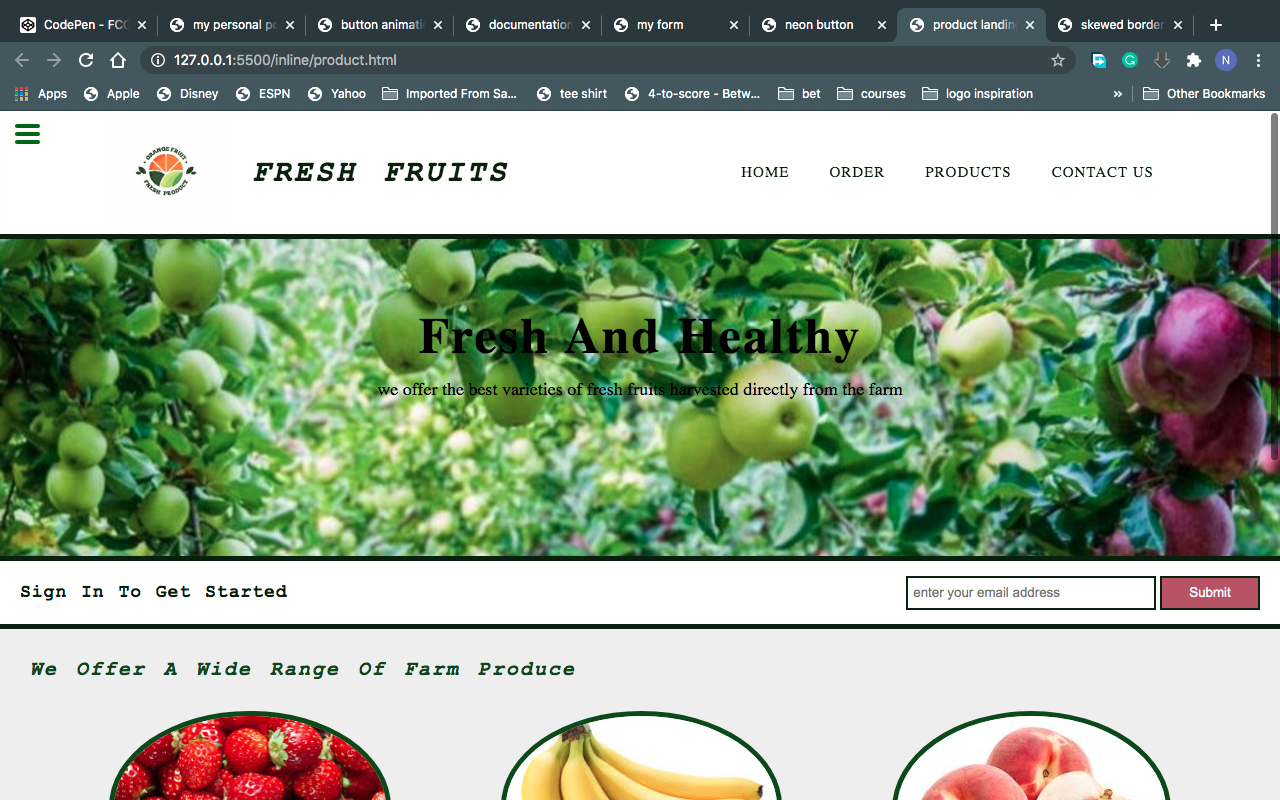 CodePen - FCC
my personal po
button animati
documentation
my form
neon button
product landin
skewed border
127.0.0.1:5500/inline/product.html
N
Apps
Apple
Disney
ESPN
Yahoo
Imported From Sa...
tee shirt
4-to-score - Betw...
bet
courses
logo inspiration
»
Other Bookmarks
ORANGE FRUIT
FRESH PRODUCT
FRESH FRUITS
HOME
ORDER
PRODUCTS
CONTACT US
Fresh And Healthy
we offer the best varieties of fresh fruits harvested directly from the farm
Sign In To Get Started
enter your email address
Submit
We Offer A Wide Range Of Farm Produce